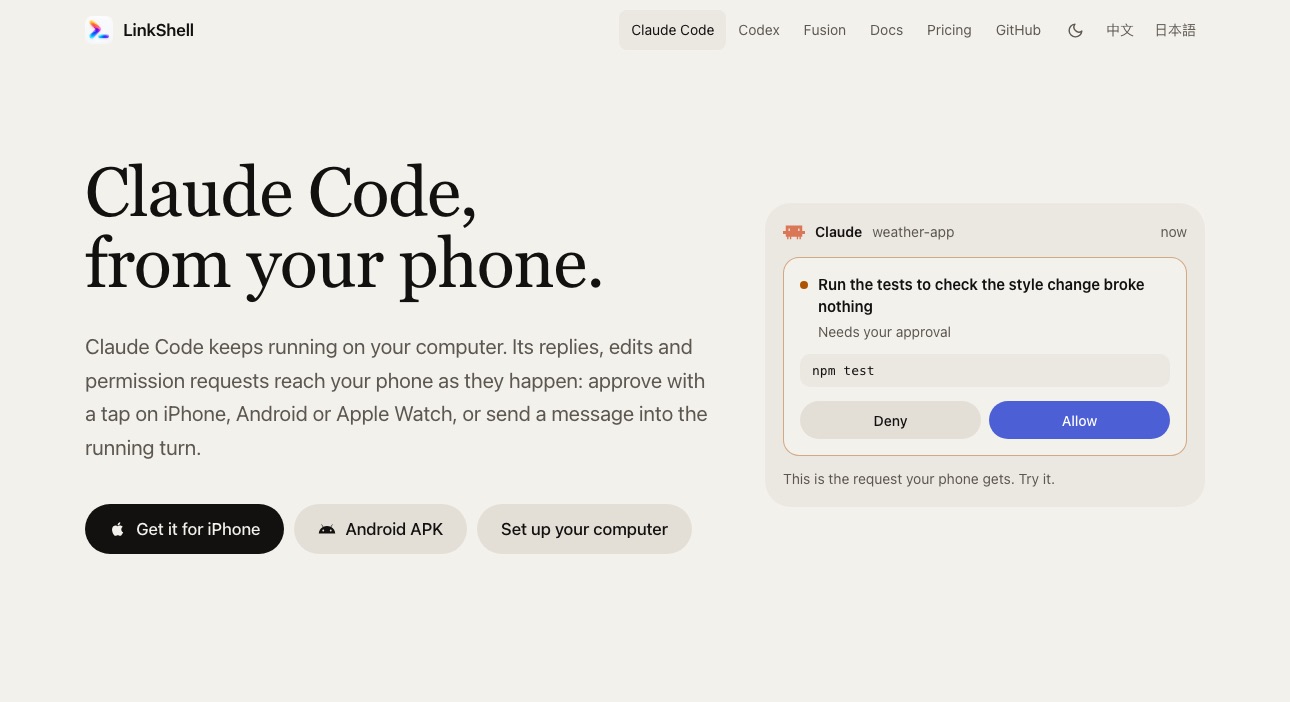 LinkShell
Claude Code
Codex
Fusion
Docs
Pricing
GitHub
中文
日本語
Claude Code,
from your phone.
Claude Code keeps running on your computer. Its replies, edits and
permission requests reach your phone as they happen: approve with
a tap on iPhone, Android or Apple Watch, or send a message into the
running turn.
Get it for iPhone
Android APK
Set up your computer
Claude weather-app now
Run the tests to check the style change broke
nothing
Needs your approval
npm test
Deny
Allow
This is the request your phone gets. Try it.